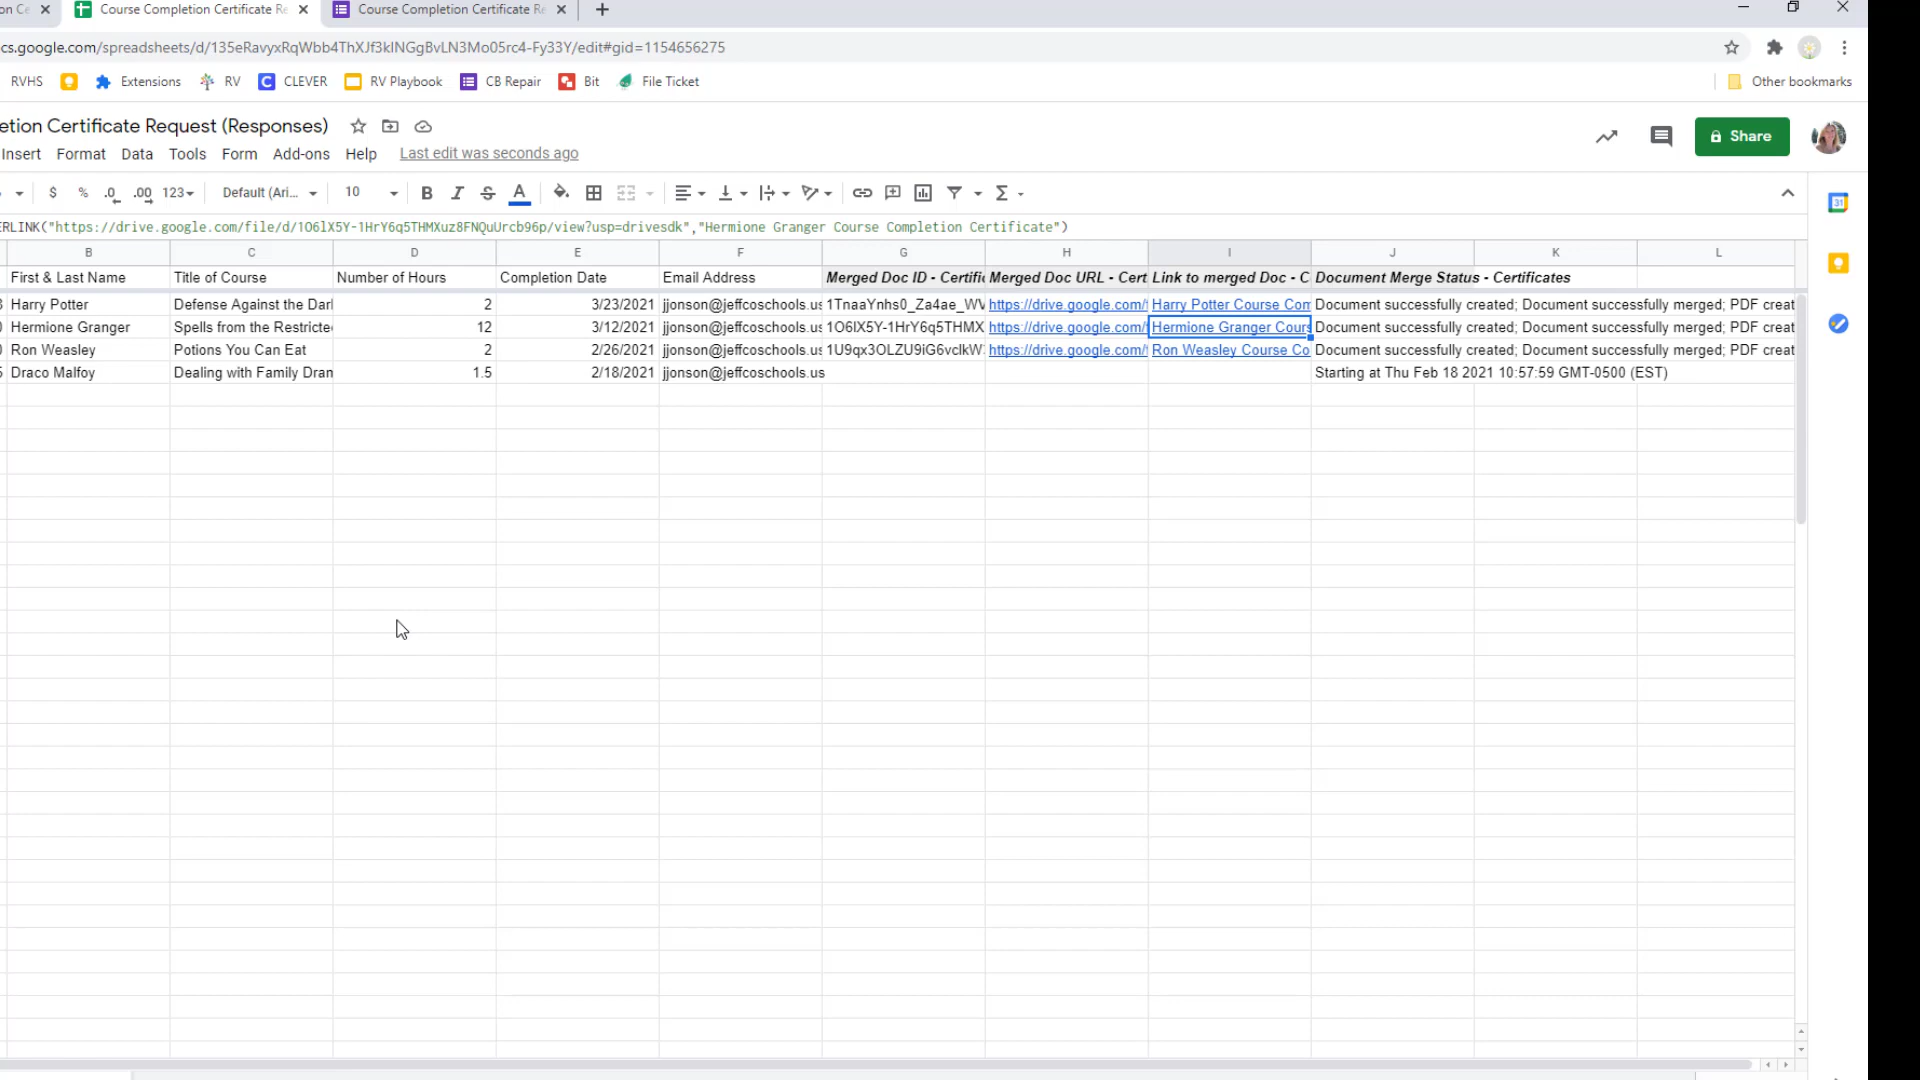 on Ce
Course Completion Certificate Re
Course Completion Certificate Re
cs.google.com/spreadsheets/d/135eRavyxRqWbb4ThXJf3kINGgBvLN3Mo05rc4-Fy33Y/edit#gid=1154656275
RVHS Extensions RV CLEVER RV Playbook CB Repair Bit File Ticket Other bookmarks
etion Certificate Request (Responses)
Share
Insert Format Data Tools Form Add-ons Help Last edit was seconds ago
$ % .0 .00 123 Default (Ari... 10 B I S A
ERLINK("https://drive.google.com/file/d/1O6lX5Y-1HrY6q5THMXuz8FNQuUrcb96p/view?usp=drivesdk","Hermione Granger Course Completion Certificate")
B C D E F G H I J K L
First & Last Name Title of Course Number of Hours Completion Date Email Address Merged Doc ID - Certific Merged Doc URL - Cert Link to merged Doc - C Document Merge Status - Certificates
3 Harry Potter Defense Against the Dar 2 3/23/2021 jjonson@jeffcoschools.us 1TnaaYnhs0_Za4ae_WV https://drive.google.com/ Harry Potter Course Com Document successfully created; Document successfully merged; PDF creat
0 Hermione Granger Spells from the Restricte 12 3/12/2021 jjonson@jeffcoschools.us 1O6lX5Y-1HrY6q5THMX https://drive.google.com/ Hermione Granger Cours Document successfully created; Document successfully merged; PDF creat
0 Ron Weasley Potions You Can Eat 2 2/26/2021 jjonson@jeffcoschools.us 1U9qx3OLZU9iG6vclkW https://drive.google.com/ Ron Weasley Course Co Document successfully created; Document successfully merged; PDF creat
5 Draco Malfoy Dealing with Family Dran 1.5 2/18/2021 jjonson@jeffcoschools.us Starting at Thu Feb 18 2021 10:57:59 GMT-0500 (EST)